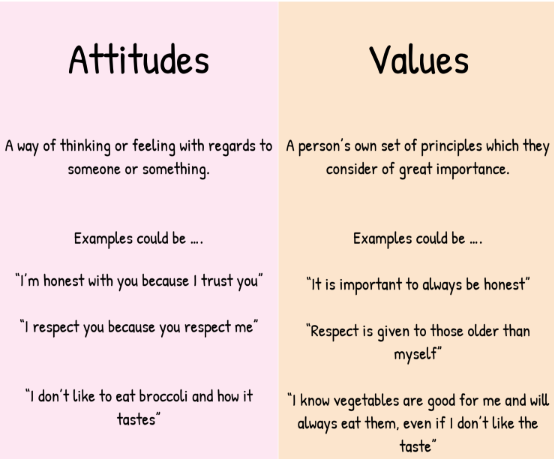 Attitudes
A way of thinking or feeling with regards to
someone or something.
Examples could be ....
"I'm honest with you because I trust you"
"I respect you because you respect me"
"I don't like to eat broccoli and how it
tastes"
Values
A person's own set of principles which they
consider of great importance.
Examples could be ....
"It is important to always be honest"
"Respect is given to those older than
myself"
"I know vegetables are good for me and will
always eat them, even if I don't like the
taste"